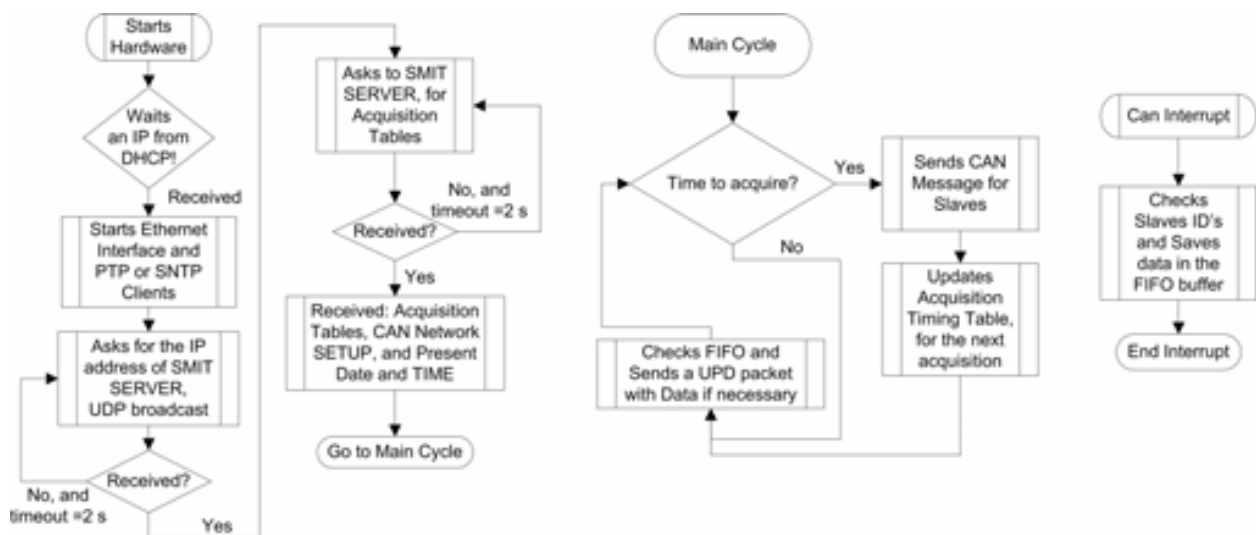 Starts
Hardware
Waits
an IP from
DHCP!
Received
Starts Ethernet
Interface and
PTP or SNTP
Clients
Asks for the IP
address of SMIT
SERVER,
UDP broadcast
Received?
No, and
timeout =2 s
Yes
Asks to SMIT
SERVER, for
Acquisition
Tables
No, and
timeout =2 s
Received?
Yes
Received: Acquisition
Tables, CAN Network
SETUP, and Present
Date and TIME
Go to Main Cycle
Main Cycle
Time to acquire?
Yes
No
Sends CAN
Message for
Slaves
Updates
Acquisition
Timing Table,
for the next
acquisition
Checks FIFO and
Sends a UPD packet
with Data if necessary
Can Interrupt
Checks
Slaves ID's
and Saves
data in the
FIFO buffer
End Interrupt